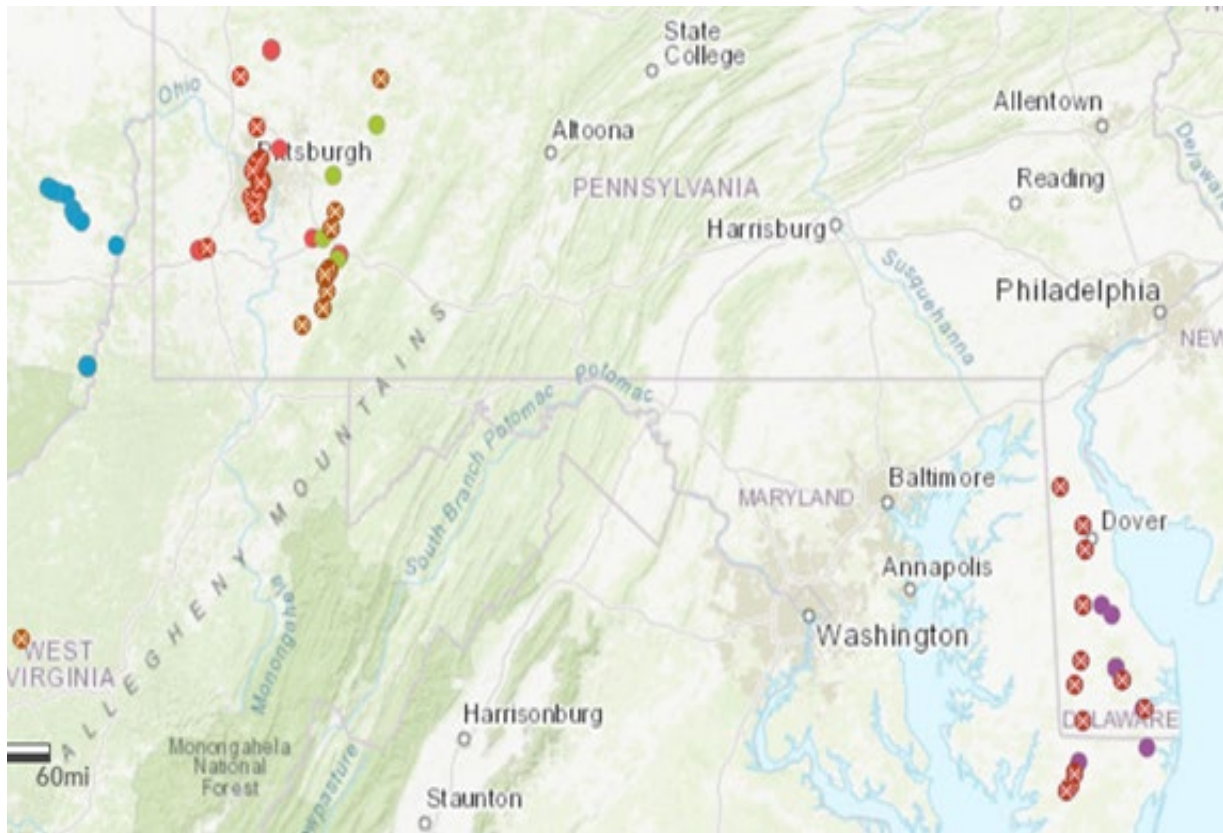 State
College
Ohio
Altoona
Allentown
Pittsburgh
PENNSYLVANIA
Reading
Delaware
Harrisburg
Susquehanna
Philadelphia
NEW
ALLEGHENY MOUNTAINS
South Branch Potomac
Potomac
Baltimore
MARYLAND
Dover
Annapolis
Washington
WEST
VIRGINIA
DELAWARE
Harrisonburg
Monongahela
National
Forest
60mi
Staunton